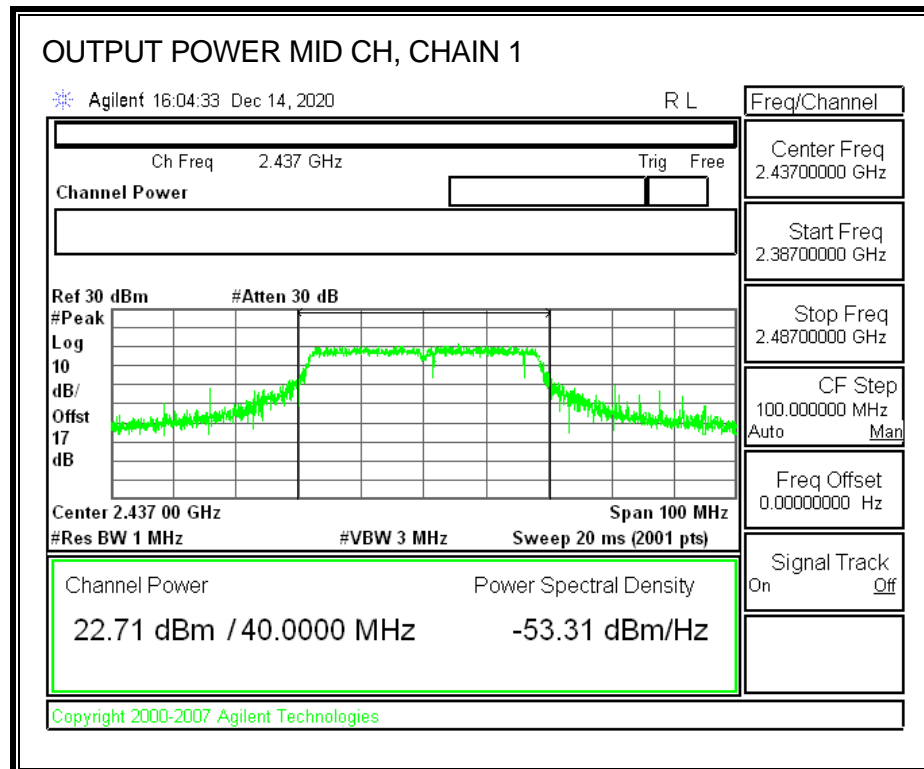 OUTPUT POWER MID CH, CHAIN 1
Agilent 16:04:33 Dec 14, 2020 R L
Freq/Channel
Ch Freq 2.437 GHz Trig Free
Channel Power
Center Freq
2.43700000 GHz
Start Freq
2.38700000 GHz
Stop Freq
2.48700000 GHz
CF Step
100.000000 MHz
Auto Man
Freq Offset
0.00000000 Hz
Signal Track
On Off
Ref 30 dBm #Atten 30 dB
#Peak
Log
10
dB/
Offst
17
dB
Center 2.437 00 GHz Span 100 MHz
#Res BW 1 MHz #VBW 3 MHz Sweep 20 ms (2001 pts)
Channel Power Power Spectral Density
22.71 dBm / 40.0000 MHz -53.31 dBm/Hz
Copyright 2000-2007 Agilent Technologies